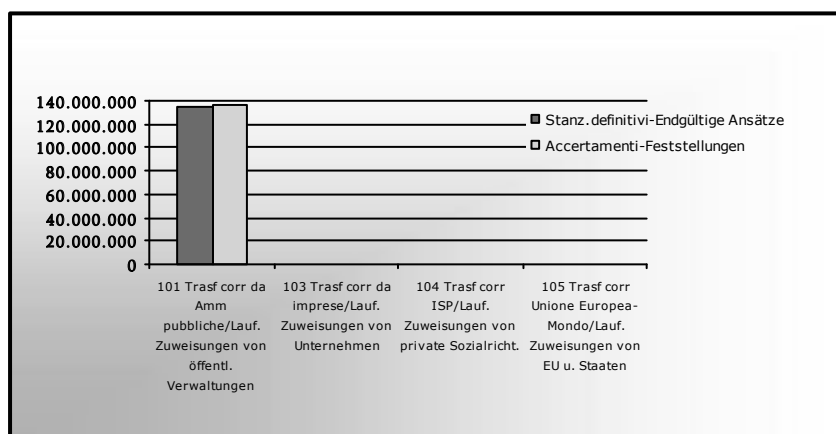 140.000.000
120.000.000
100.000.000
80.000.000
60.000.000
40.000.000
20.000.000
0
Stanz.definitivi-Endgültige Ansätze
Accertamenti-Feststellungen
101 Trasf corr da
Amm
pubbliche/Lauf.
Zuweisungen von
öffentl.
Verwaltungen
103 Trasf corr da
imprese/Lauf.
Zuweisungen von
Unternehmen
104 Trasf corr
ISP/Lauf.
Zuweisungen von
private Sozialricht.
105 Trasf corr
Unione Europea-
Mondo/Lauf.
Zuweisungen von
EU u. Staaten